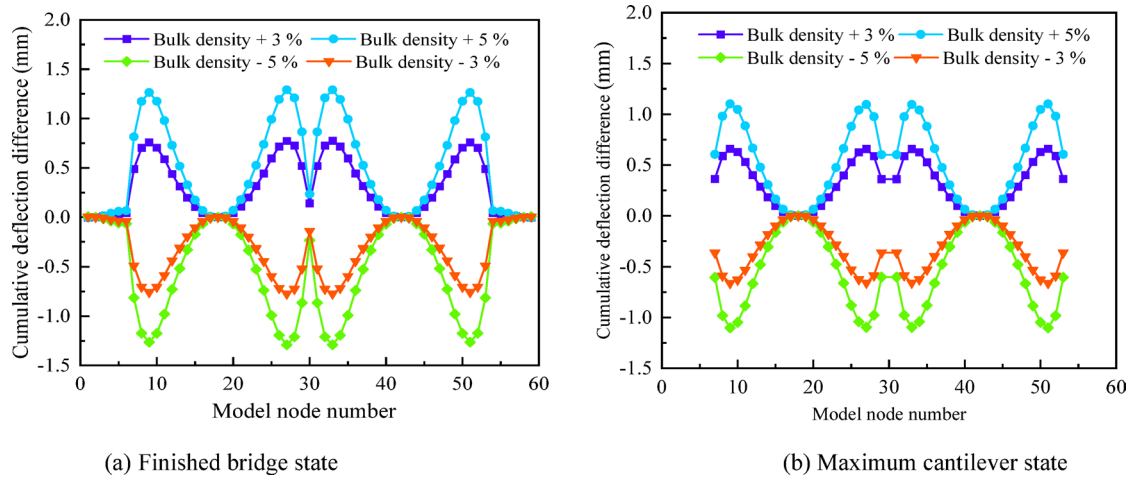 Cumulative deflection difference (mm)
2.0
1.5
1.0
0.5
0.0
-0.5
-1.0
-1.5
Bulk density + 3 %
Bulk density + 5 %
Bulk density - 5 %
Bulk density - 3 %
0 10 20 30 40 50 60
Model node number
(a) Finished bridge state
Cumulative deflection difference (mm)
2.0
1.5
1.0
0.5
0.0
-0.5
-1.0
-1.5
Bulk density + 3 %
Bulk density + 5%
Bulk density - 5 %
Bulk density - 3 %
0 10 20 30 40 50 60
Model node number
(b) Maximum cantilever state